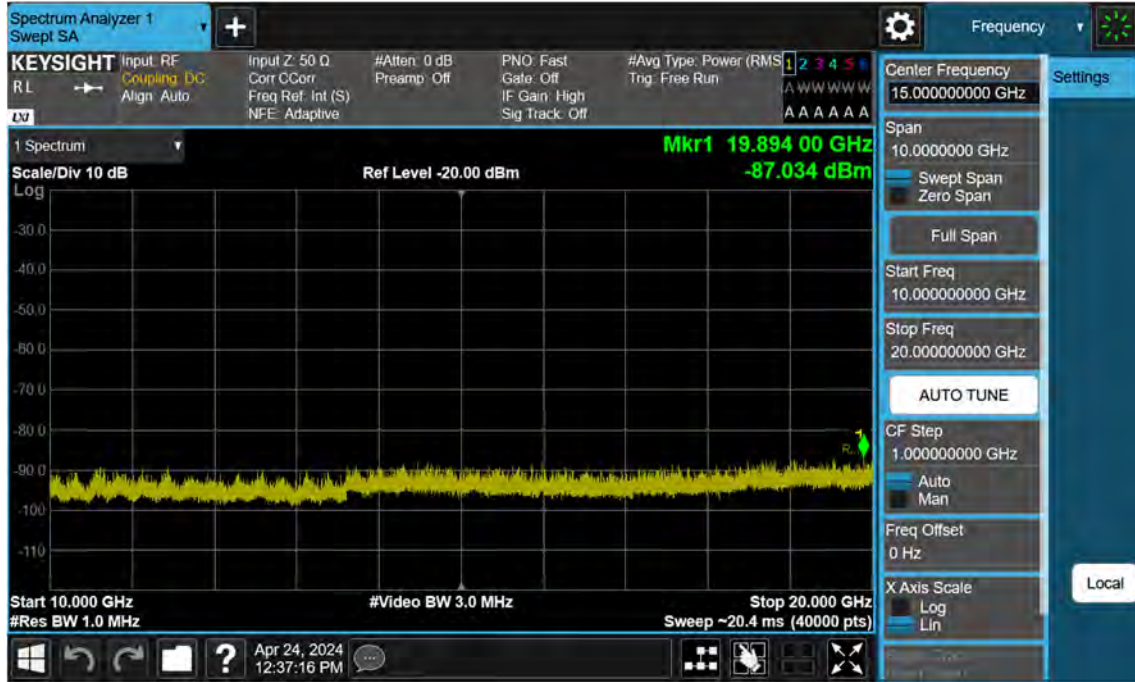 Spectrum Analyzer 1
Swept SA
Frequency
KEYSIGHT
Input: RF
Coupling: DC
Align: Auto
Input Z: 50 Ω
Corr CCorr
Freq Ref: Int (S)
NFE: Adaptive
#Atten: 0 dB
Preamp: Off
PNO: Fast
Gate: Off
IF Gain: High
Sig Track: Off
#Avg Type: Power (RMS
Trig: Free Run
1 2 3 4 5 6
A W W W W W
A A A A A A
R L
LXI
Center Frequency
15.000000000 GHz
Settings
1 Spectrum
Mkr1 19.894 00 GHz
Scale/Div 10 dB
Ref Level -20.00 dBm
-87.034 dBm
Log
-30.0
-40.0
-50.0
-60.0
-70.0
-80.0
-90.0
-100
-110
1
Span
10.0000000 GHz
Swept Span
Zero Span
Full Span
Start Freq
10.000000000 GHz
Stop Freq
20.000000000 GHz
AUTO TUNE
CF Step
1.000000000 GHz
Auto
Man
Freq Offset
0 Hz
X Axis Scale
Log
Lin
Local
Start 10.000 GHz
#Video BW 3.0 MHz
Stop 20.000 GHz
#Res BW 1.0 MHz
Sweep ~20.4 ms (40000 pts)
?
Apr 24, 2024
12:37:16 PM